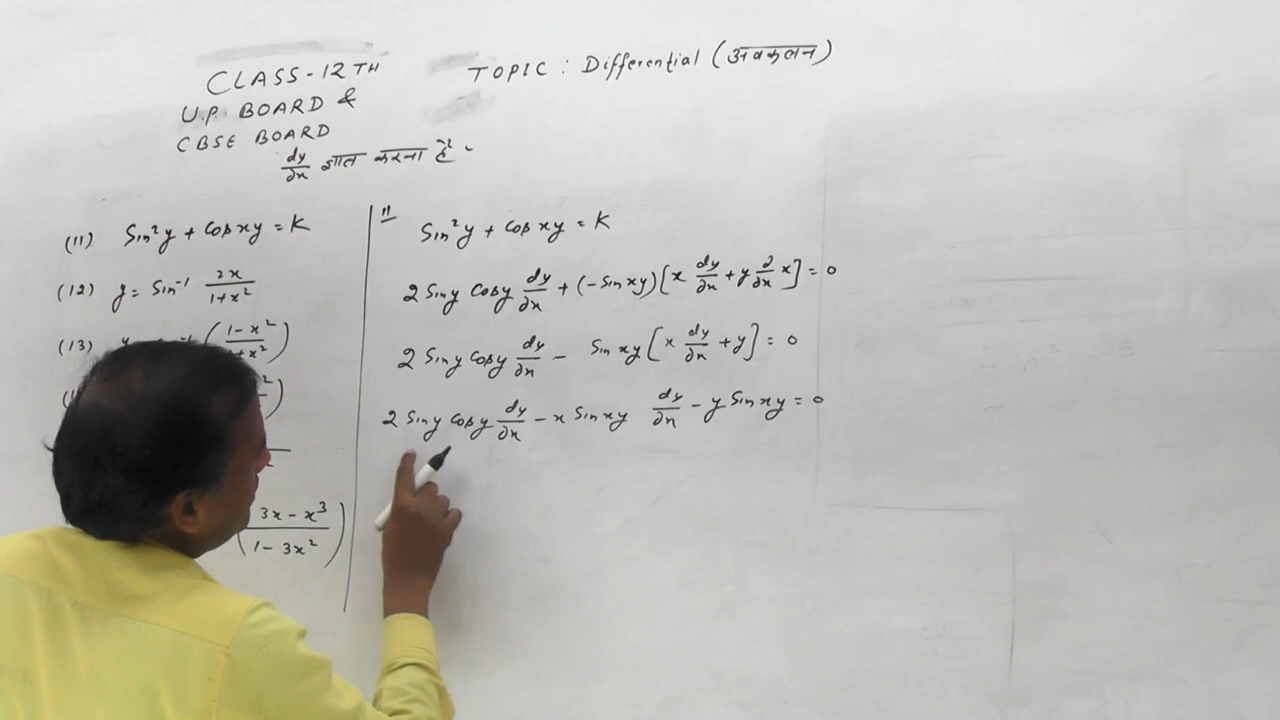 CLASS-12TH
U.P. BOARD &
CBSE BOARD
TOPIC : Differential (अवकलन)
dy/dx ज्ञात करना है -
(11) Sin²y + Cos xy = K
(12) y = Sin⁻¹ 2x/1+x²
(13) (1-x²/+x²)
3x - x³/1 - 3x²
11 Sin²y + Cos xy = K
2 Siny Cosy dy/dx + (-Sin xy) [x dy/dx + y d/dx x] = 0
2 Siny Cosy dy/dx - Sin xy [x dy/dx + y] = 0
2 Siny Cosy dy/dx - x Sin xy dy/dx - y Sin xy = 0